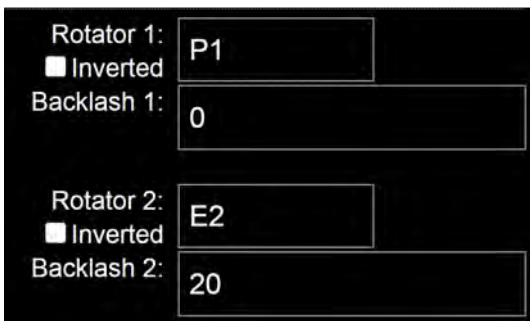 Rotator 1:
P1
Inverted
Backlash 1:
0
Rotator 2:
E2
Inverted
Backlash 2:
20